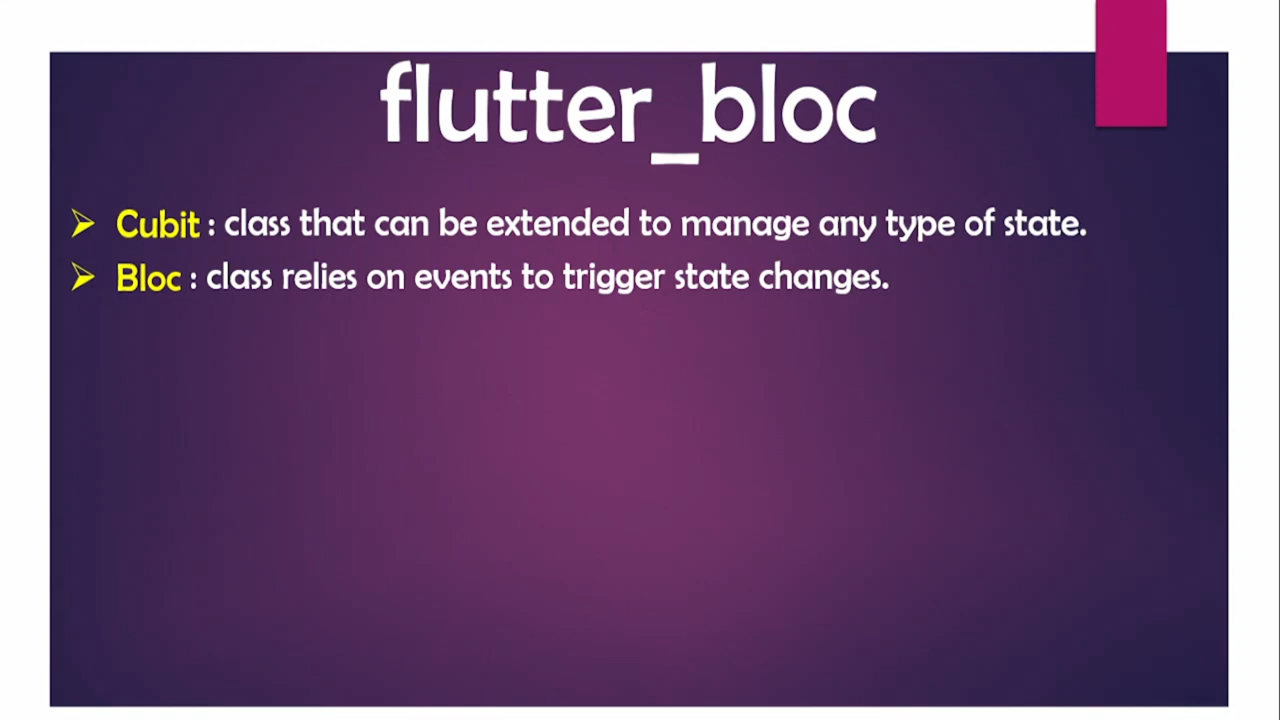 flutter_bloc
Cubit : class that can be extended to manage any type of state.
Bloc : class relies on events to trigger state changes.